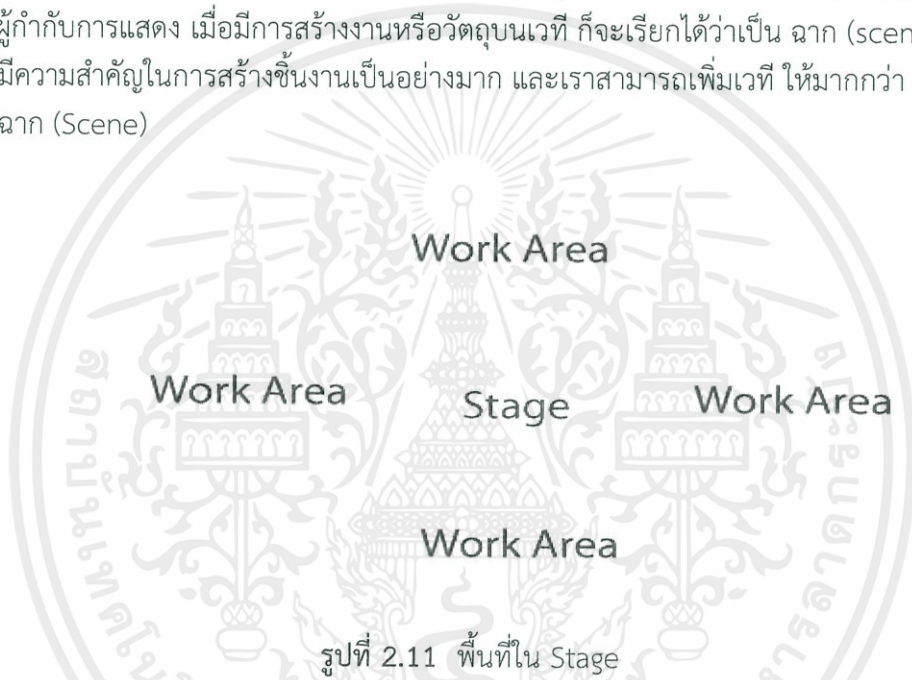 ผู้กำกับการแสดง เมื่อมีการสร้างงานหรือวัตถุบนเวที ก็จะเรียกได้ว่าเป็น ฉาก (scen
มีความสำคัญในการสร้างชิ้นงานเป็นอย่างมาก และเราสามารถเพิ่มเวที ให้มากกว่า
ฉาก (Scene)
Work Area
Work Area Stage Work Area
Work Area
รูปที่ 2.11 พื้นที่ใน Stage